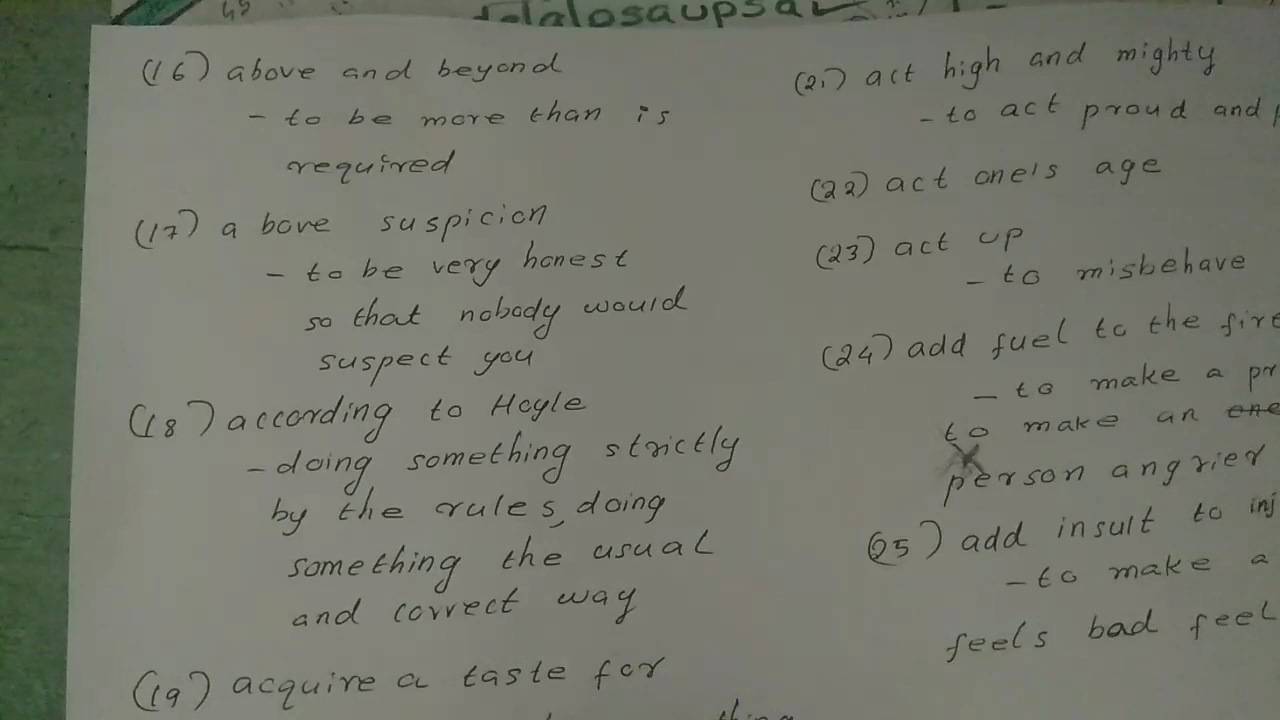 (16) above and beyond
- to be more than is
required
(17) a bove suspicion
- to be very honest
so that nobody would
suspect you
(18) according to Hoyle
- doing something strictly
by the rules, doing
something the usual
and correct way
(19) acquire a taste for
(21) act high and mighty
- to act proud and
(22) act one's age
(23) act up
- to misbehave
(24) add fuel to the fire
- to make a pr
to make an
person angrier
(25) add insult to inj
- to make a
feels bad feel